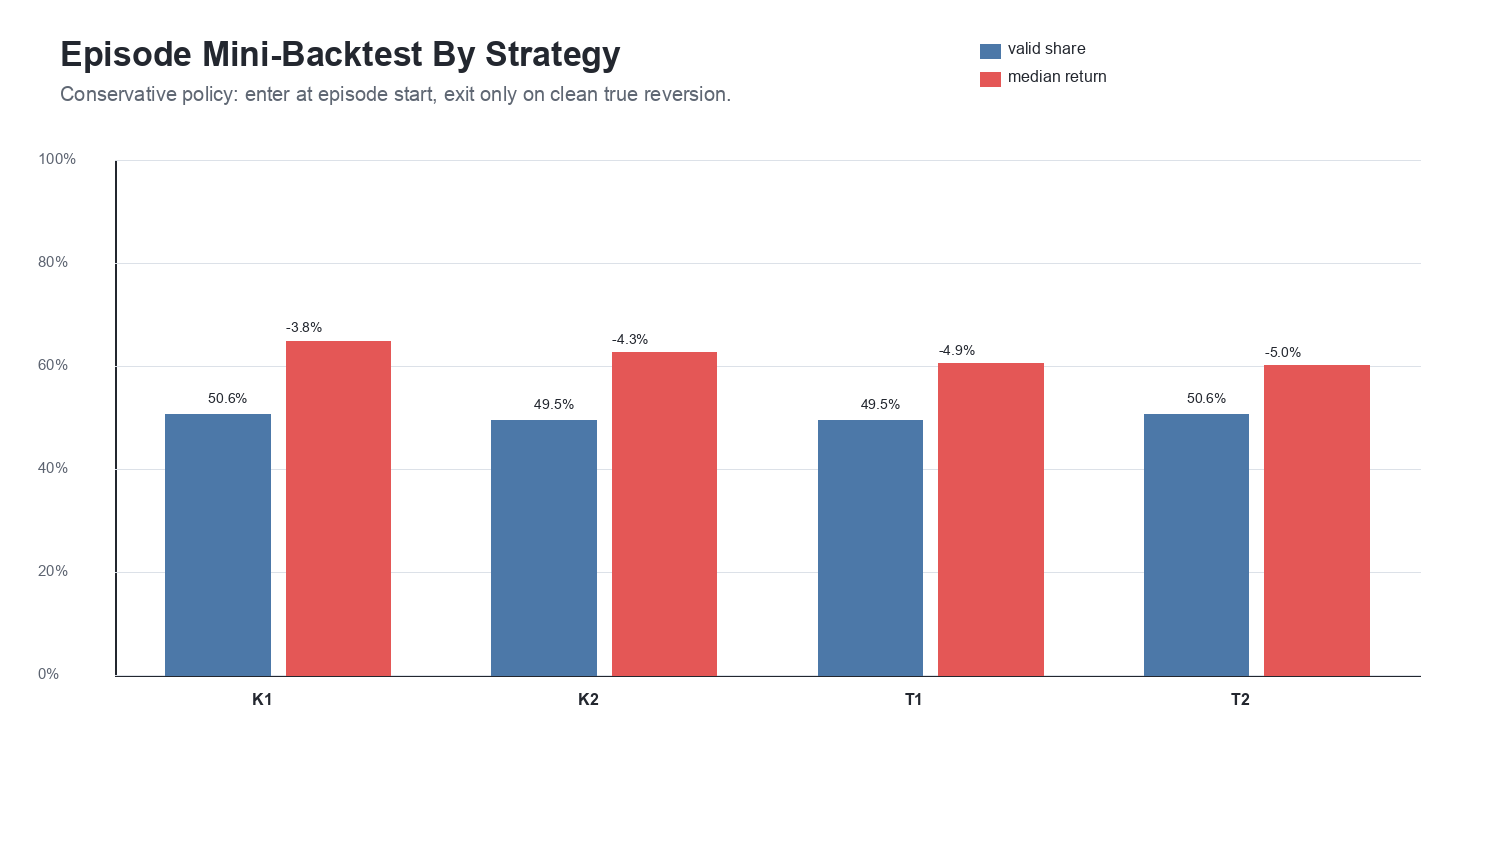 Episode Mini-Backtest By Strategy
Conservative policy: enter at episode start, exit only on clean true reversion.
valid share
median return
100%
80%
60%
40%
20%
0%
50.6%
-3.8%
49.5%
-4.3%
49.5%
-4.9%
50.6%
-5.0%
K1
K2
T1
T2